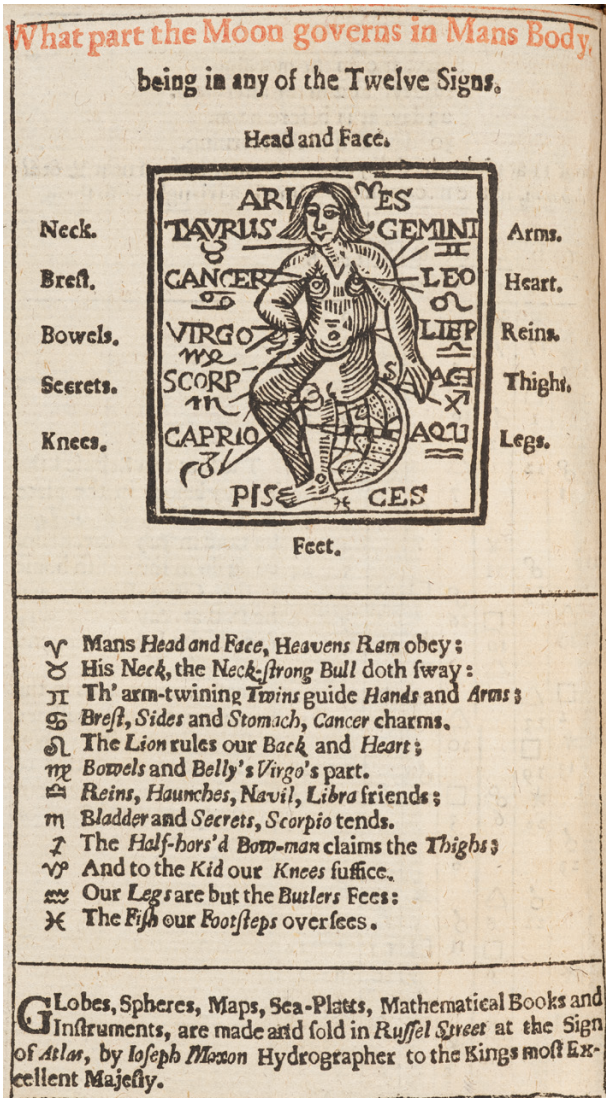 What part the Moon governs in Mans Body,
being in any of the Twelve Signs.
Head and Face.
ARI ♈ ES
Neck. TAVRUS GEMINI Arms.
♉ ♊
Brest. CANCER LEO Heart.
♋ ♌
Bowels. VIRGO LIBR Reins.
♍ ♎
Secrets. SCORP S AGI Thighs.
♏ ♐
Knees. CAPRIO AQU Legs.
♑ ♒
PIS ♓ CES
Feet.
♈ Mans Head and Face, Heavens Ram obey;
♉ His Neck, the Neck-ſtrong Bull doth ſway:
♊ Th' arm-twining Twins guide Hands and Arms;
♋ Breſt, Sides and Stomach, Cancer charms.
♌ The Lion rules our Back and Heart;
♍ Bowels and Belly's Virgo's part.
♎ Reins, Haunches, Navil, Libra friends;
♏ Bladder and Secrets, Scorpio tends.
♐ The Half-hors'd Bow-man claims the Thighs;
♑ And to the Kid our Knees ſuffice.
♒ Our Legs are but the Butlers Fees:
♓ The Fiſh our Footſteps overſees.
GLobes, Spheres, Maps, Sea-Platts, Mathematical Books and
Inſtruments, are made and ſold in Ruſſel Street at the Sign
of Atlas, by Ioſeph Moxon Hydrographer to the Kings moſt Ex-
cellent Majeſty.